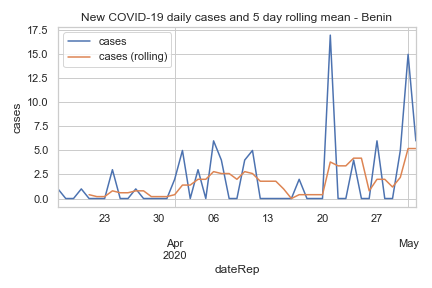 New COVID-19 daily cases and 5 day rolling mean - Benin
cases
cases (rolling)
cases
17.5
15.0
12.5
10.0
7.5
5.0
2.5
0.0
23 30 06 13 20 27
Apr May
2020
dateRep